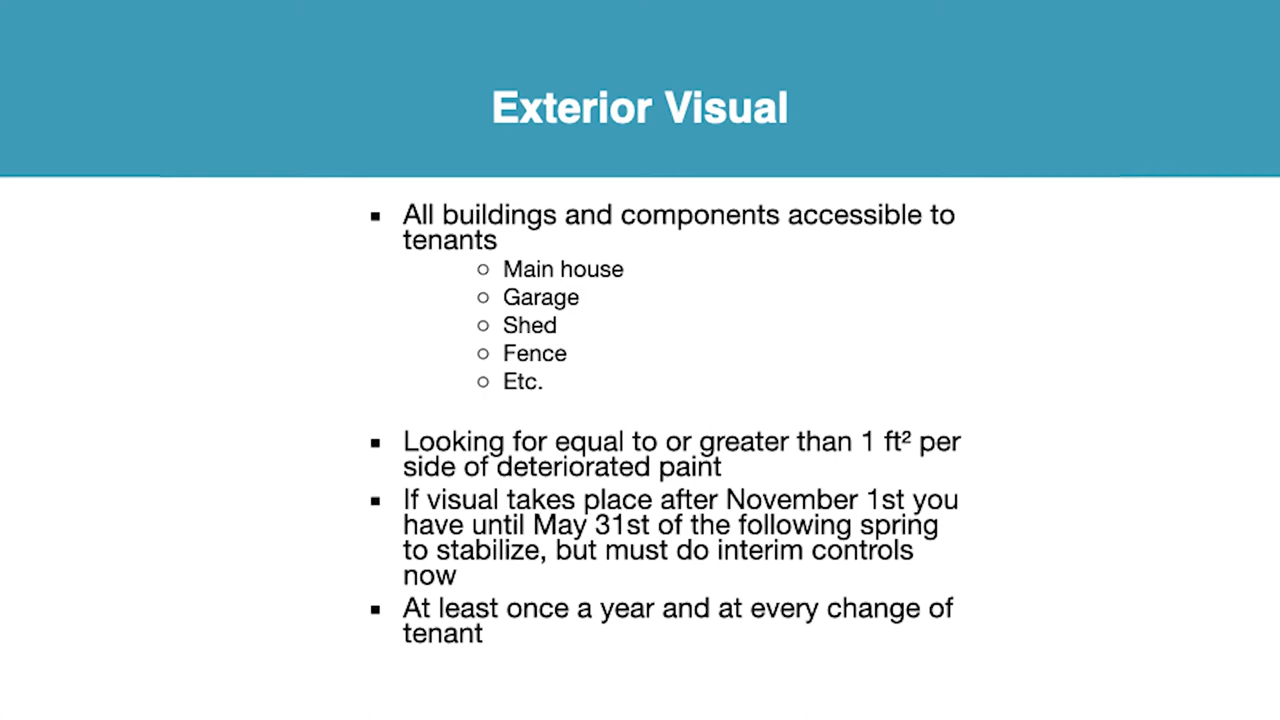 Exterior Visual
▪ All buildings and components accessible to
tenants
○ Main house
○ Garage
○ Shed
○ Fence
○ Etc.
▪ Looking for equal to or greater than 1 ft² per
side of deteriorated paint
▪ If visual takes place after November 1st you
have until May 31st of the following spring
to stabilize, but must do interim controls
now
▪ At least once a year and at every change of
tenant